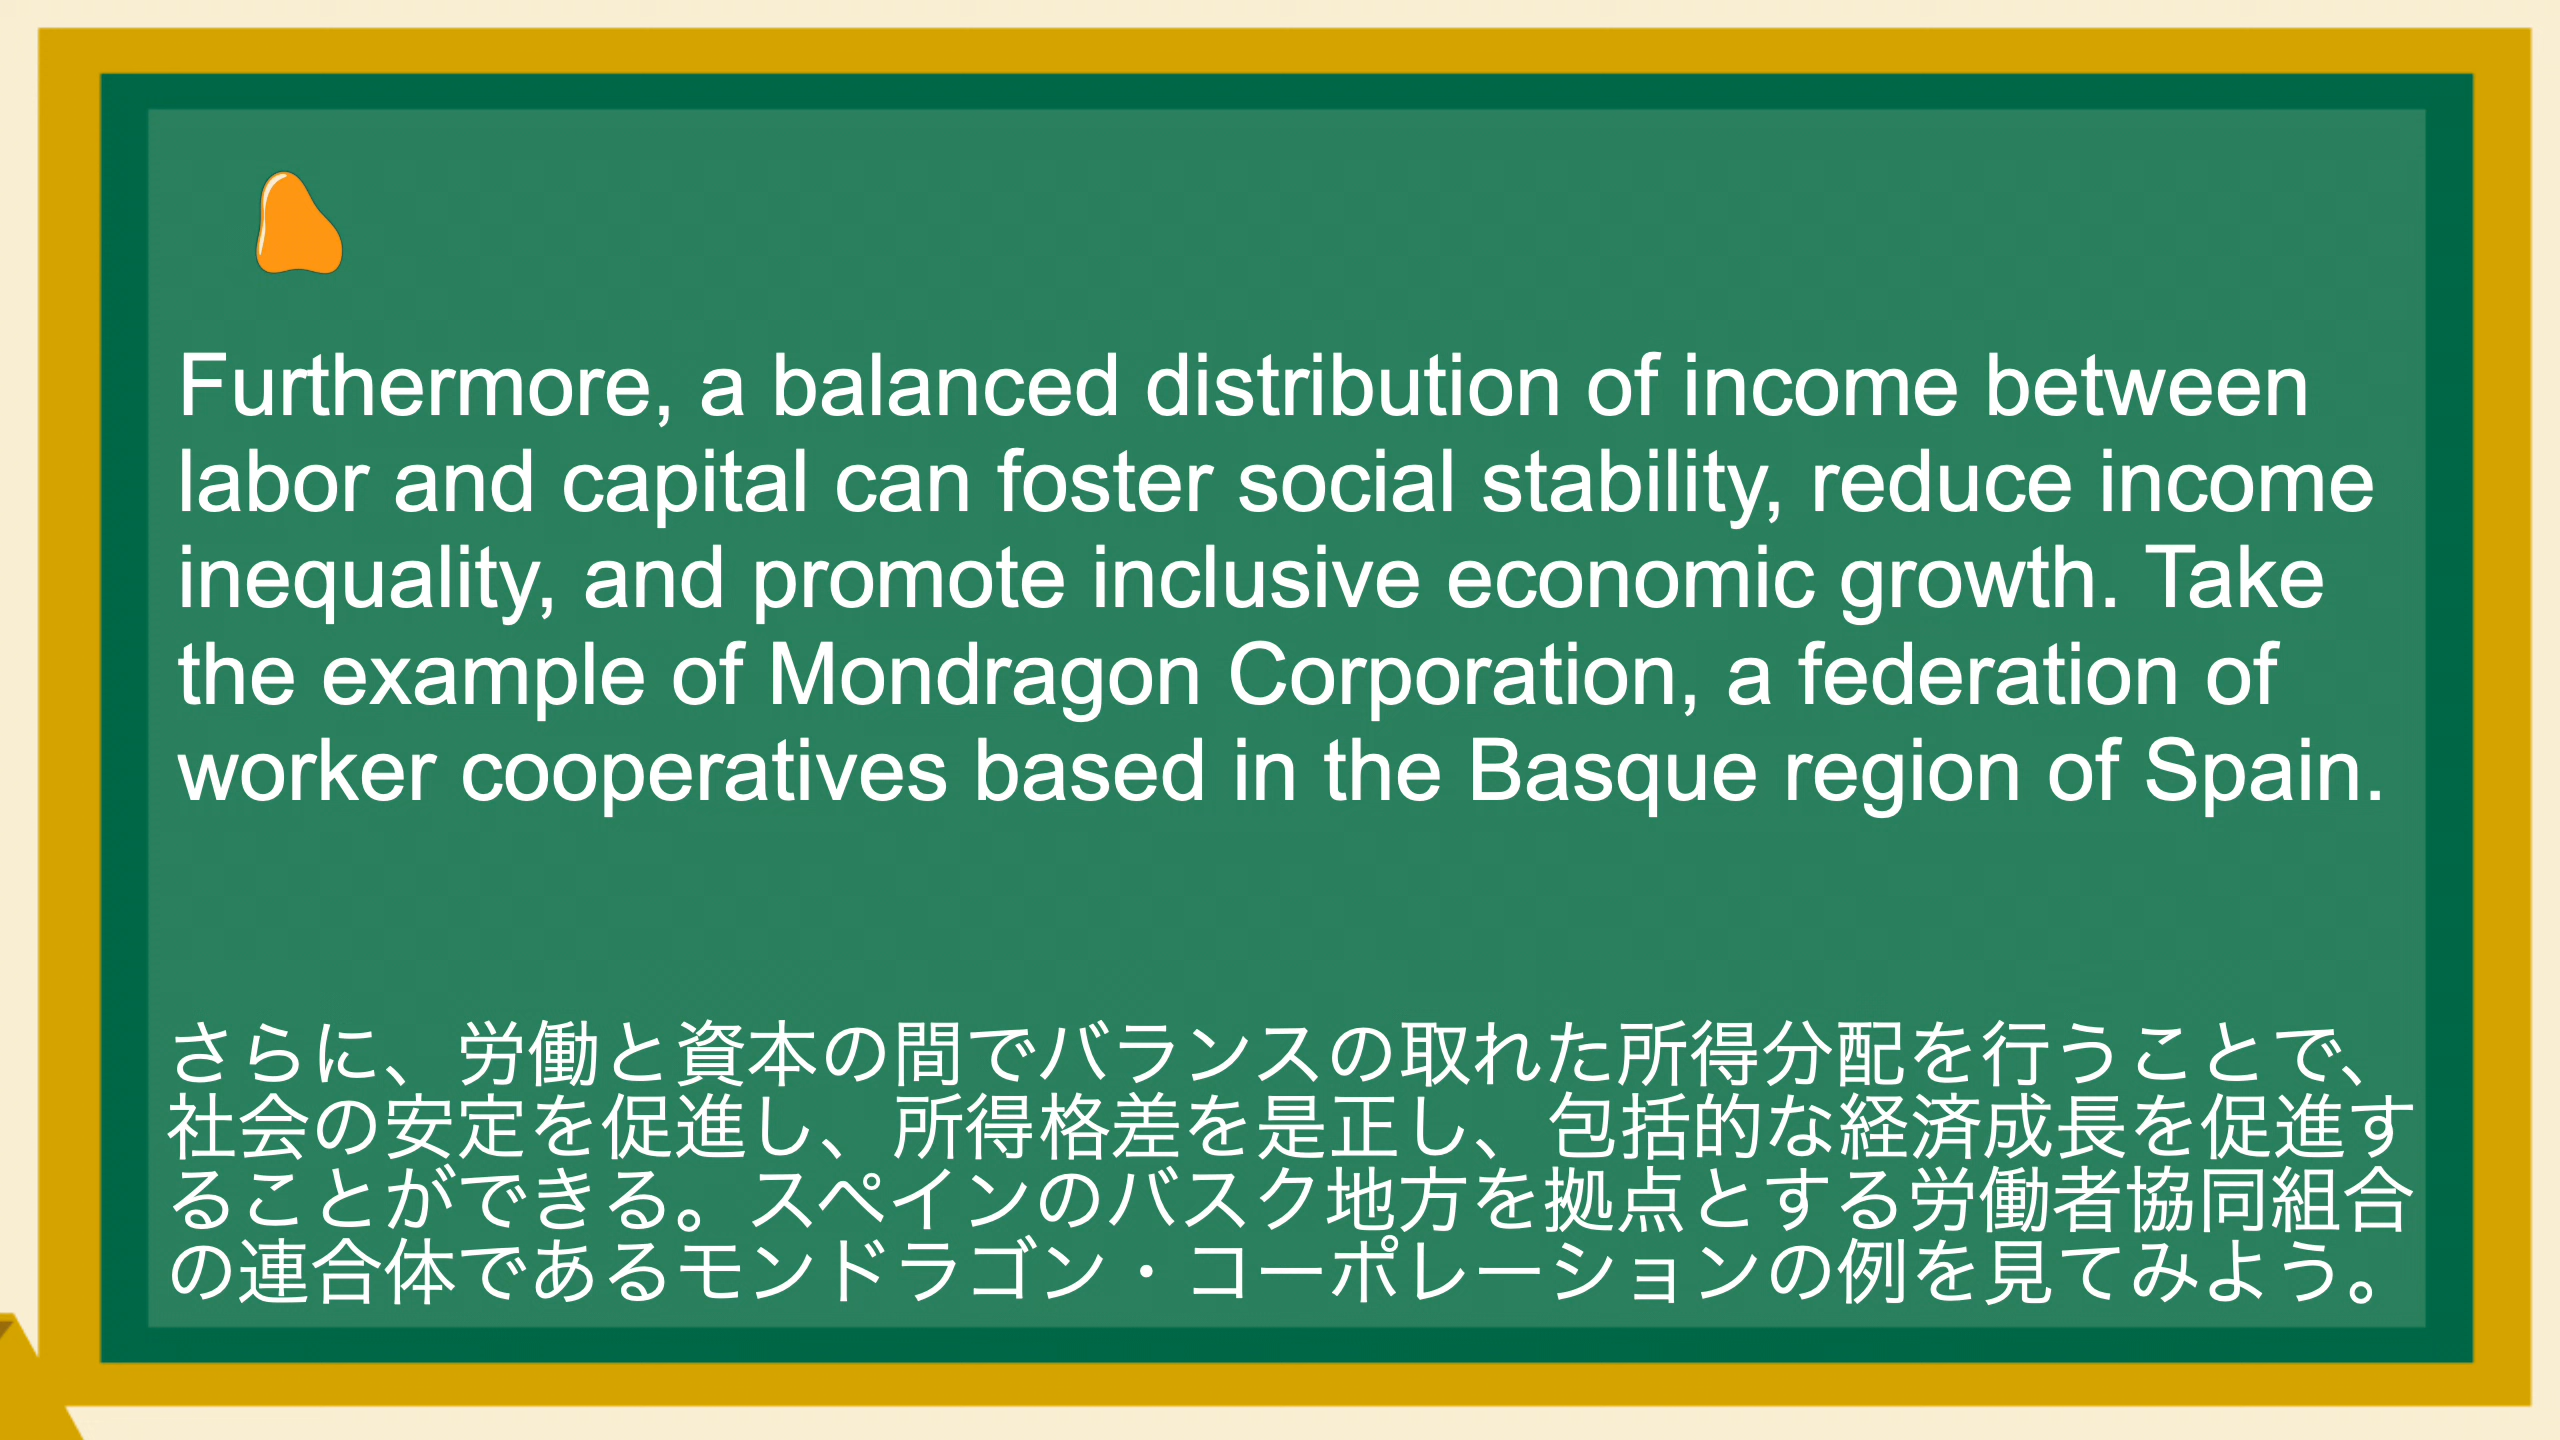 Furthermore, a balanced distribution of income between
labor and capital can foster social stability, reduce income
inequality, and promote inclusive economic growth. Take
the example of Mondragon Corporation, a federation of
worker cooperatives based in the Basque region of Spain.
さらに、労働と資本の間でバランスの取れた所得分配を行うことで、
社会の安定を促進し、所得格差を是正し、包括的な経済成長を促進す
ることができる。スペインのバスク地方を拠点とする労働者協同組合
の連合体であるモンドラゴン・コーポレーションの例を見てみよう。